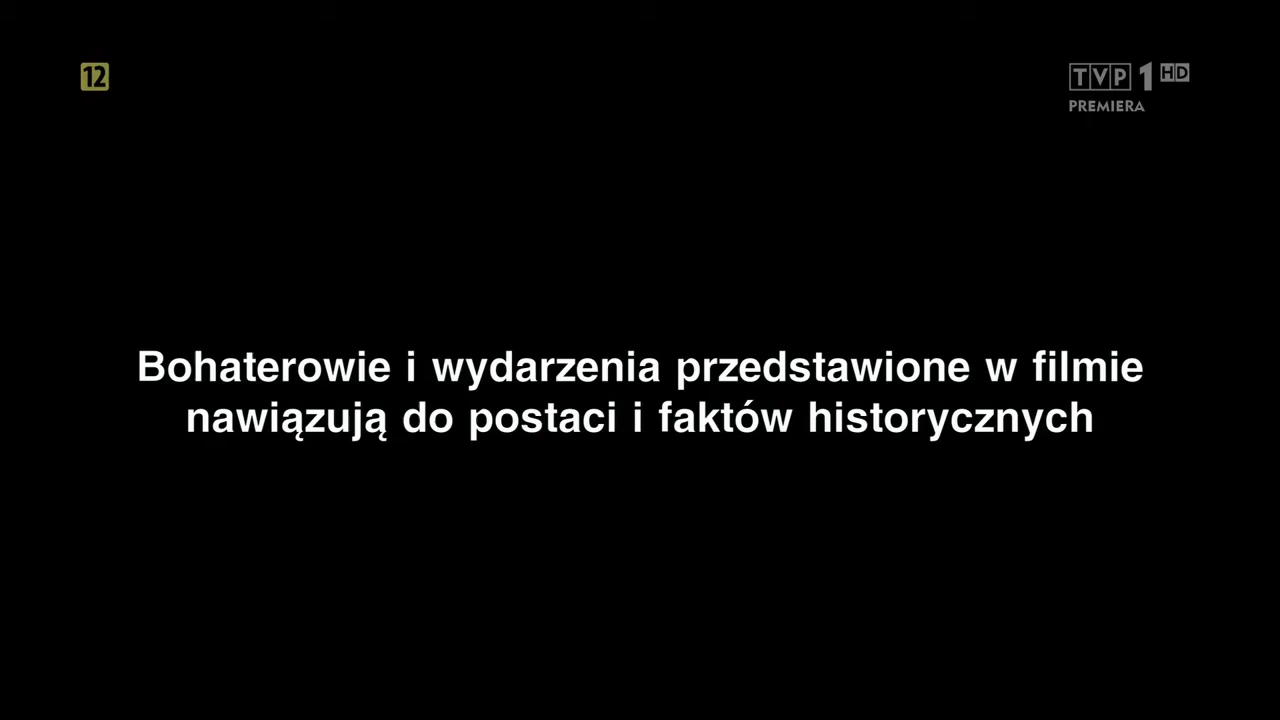 12
TVP 1 HD
PREMIERA
Bohaterowie i wydarzenia przedstawione w filmie
nawiązują do postaci i faktów historycznych